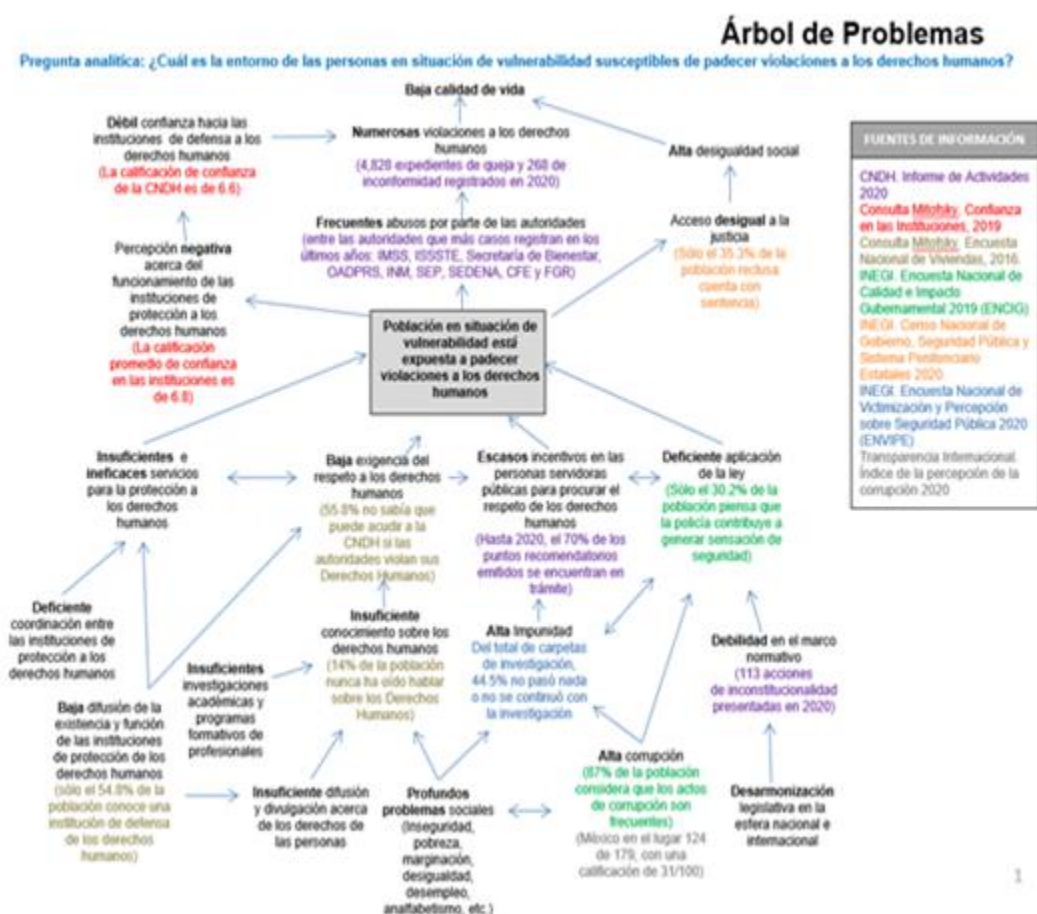 Árbol de Problemas
Pregunta analítica: ¿Cuál es la entorno de las personas en situación de vulnerabilidad susceptibles de padecer violaciones a los derechos humanos?
Baja calidad de vida
Débil confianza hacia las
instituciones de defensa a los
derechos humanos
(La calificación de confianza
de la CNDH es de 6.6)
Numerosas violaciones a los derechos
humanos
(4,828 expedientes de queja y 268 de
inconformidad registrados en 2020)
Alta desigualdad social
Frecuentes abusos por parte de las autoridades
(entre las autoridades que más casos registran en los
últimos años: IMSS, ISSSTE, Secretaría de Bienestar,
OADPRS, INM, SEP, SEDENA, CFE y FGR)
Acceso desigual a la
justicia
(Sólo el 35.3% de la
población reclusa
cuenta con
sentencia)
Percepción negativa
acerca del
funcionamiento de las
instituciones de
protección a los
derechos humanos
(La calificación
promedio de confianza
en las instituciones es
de 6.8)
Población en situación de
vulnerabilidad está
expuesta a padecer
violaciones a los derechos
humanos
FUENTES DE INFORMACIÓN
CNDH. Informe de Actividades
2020
Consulta Mitofsky. Confianza
en las Instituciones, 2019
Consulta Mitofsky. Encuesta
Nacional de Viviendas, 2016.
INEGI. Encuesta Nacional de
Calidad e Impacto
Gubernamental 2019 (ENCIG)
INEGI. Censo Nacional de
Gobierno, Seguridad Pública y
Sistema Penitenciario
Estatales 2020.
INEGI. Encuesta Nacional de
Victimización y Percepción
sobre Seguridad Pública 2020
(ENVIPE)
Transparencia Internacional.
Índice de la percepción de la
corrupción 2020
Insuficientes e
ineficaces servicios
para la protección a
los derechos
humanos
Baja exigencia del
respeto a los derechos
humanos
(55.8% no sabía que
puede acudir a la
CNDH si las
autoridades violan sus
Derechos Humanos)
Escasos incentivos en las
personas servidoras
públicas para procurar el
respeto de los derechos
humanos
(Hasta 2020, el 70% de los
puntos recomendatorios
emitidos se encuentran en
trámite)
Deficiente aplicación
de la ley
(Sólo el 30.2% de la
población piensa que
la policía contribuye a
generar sensación de
seguridad)
Deficiente
coordinación entre
las instituciones de
protección a los
derechos humanos
Insuficientes
investigaciones
académicas y
programas
formativos de
profesionales
Insuficiente
conocimiento sobre los
derechos humanos
(14% de la población
nunca ha oído hablar
sobre los Derechos
Humanos)
Alta Impunidad
Del total de carpetas
de investigación,
44.5% no pasó nada
o no se continuó con
la investigación
Debilidad en el marco
normativo
(113 acciones
de inconstitucionalidad
presentadas en 2020)
Baja difusión de la
existencia y función
de las instituciones
de protección de los
derechos humanos
(sólo el 54.8% de la
población conoce una
institución de defensa
de los derechos
humanos)
Insuficiente difusión
y divulgación acerca
de los derechos de
las personas
Profundos
problemas sociales
(Inseguridad,
pobreza,
marginación,
desigualdad,
desempleo,
analfabetismo, etc.)
Alta corrupción
(87% de la población
considera que los actos
de corrupción son
frecuentes)
(México en el lugar 124
de 179, con una
calificación de 31/100)
Desarmonización
legislativa en la
esfera nacional e
internacional
1